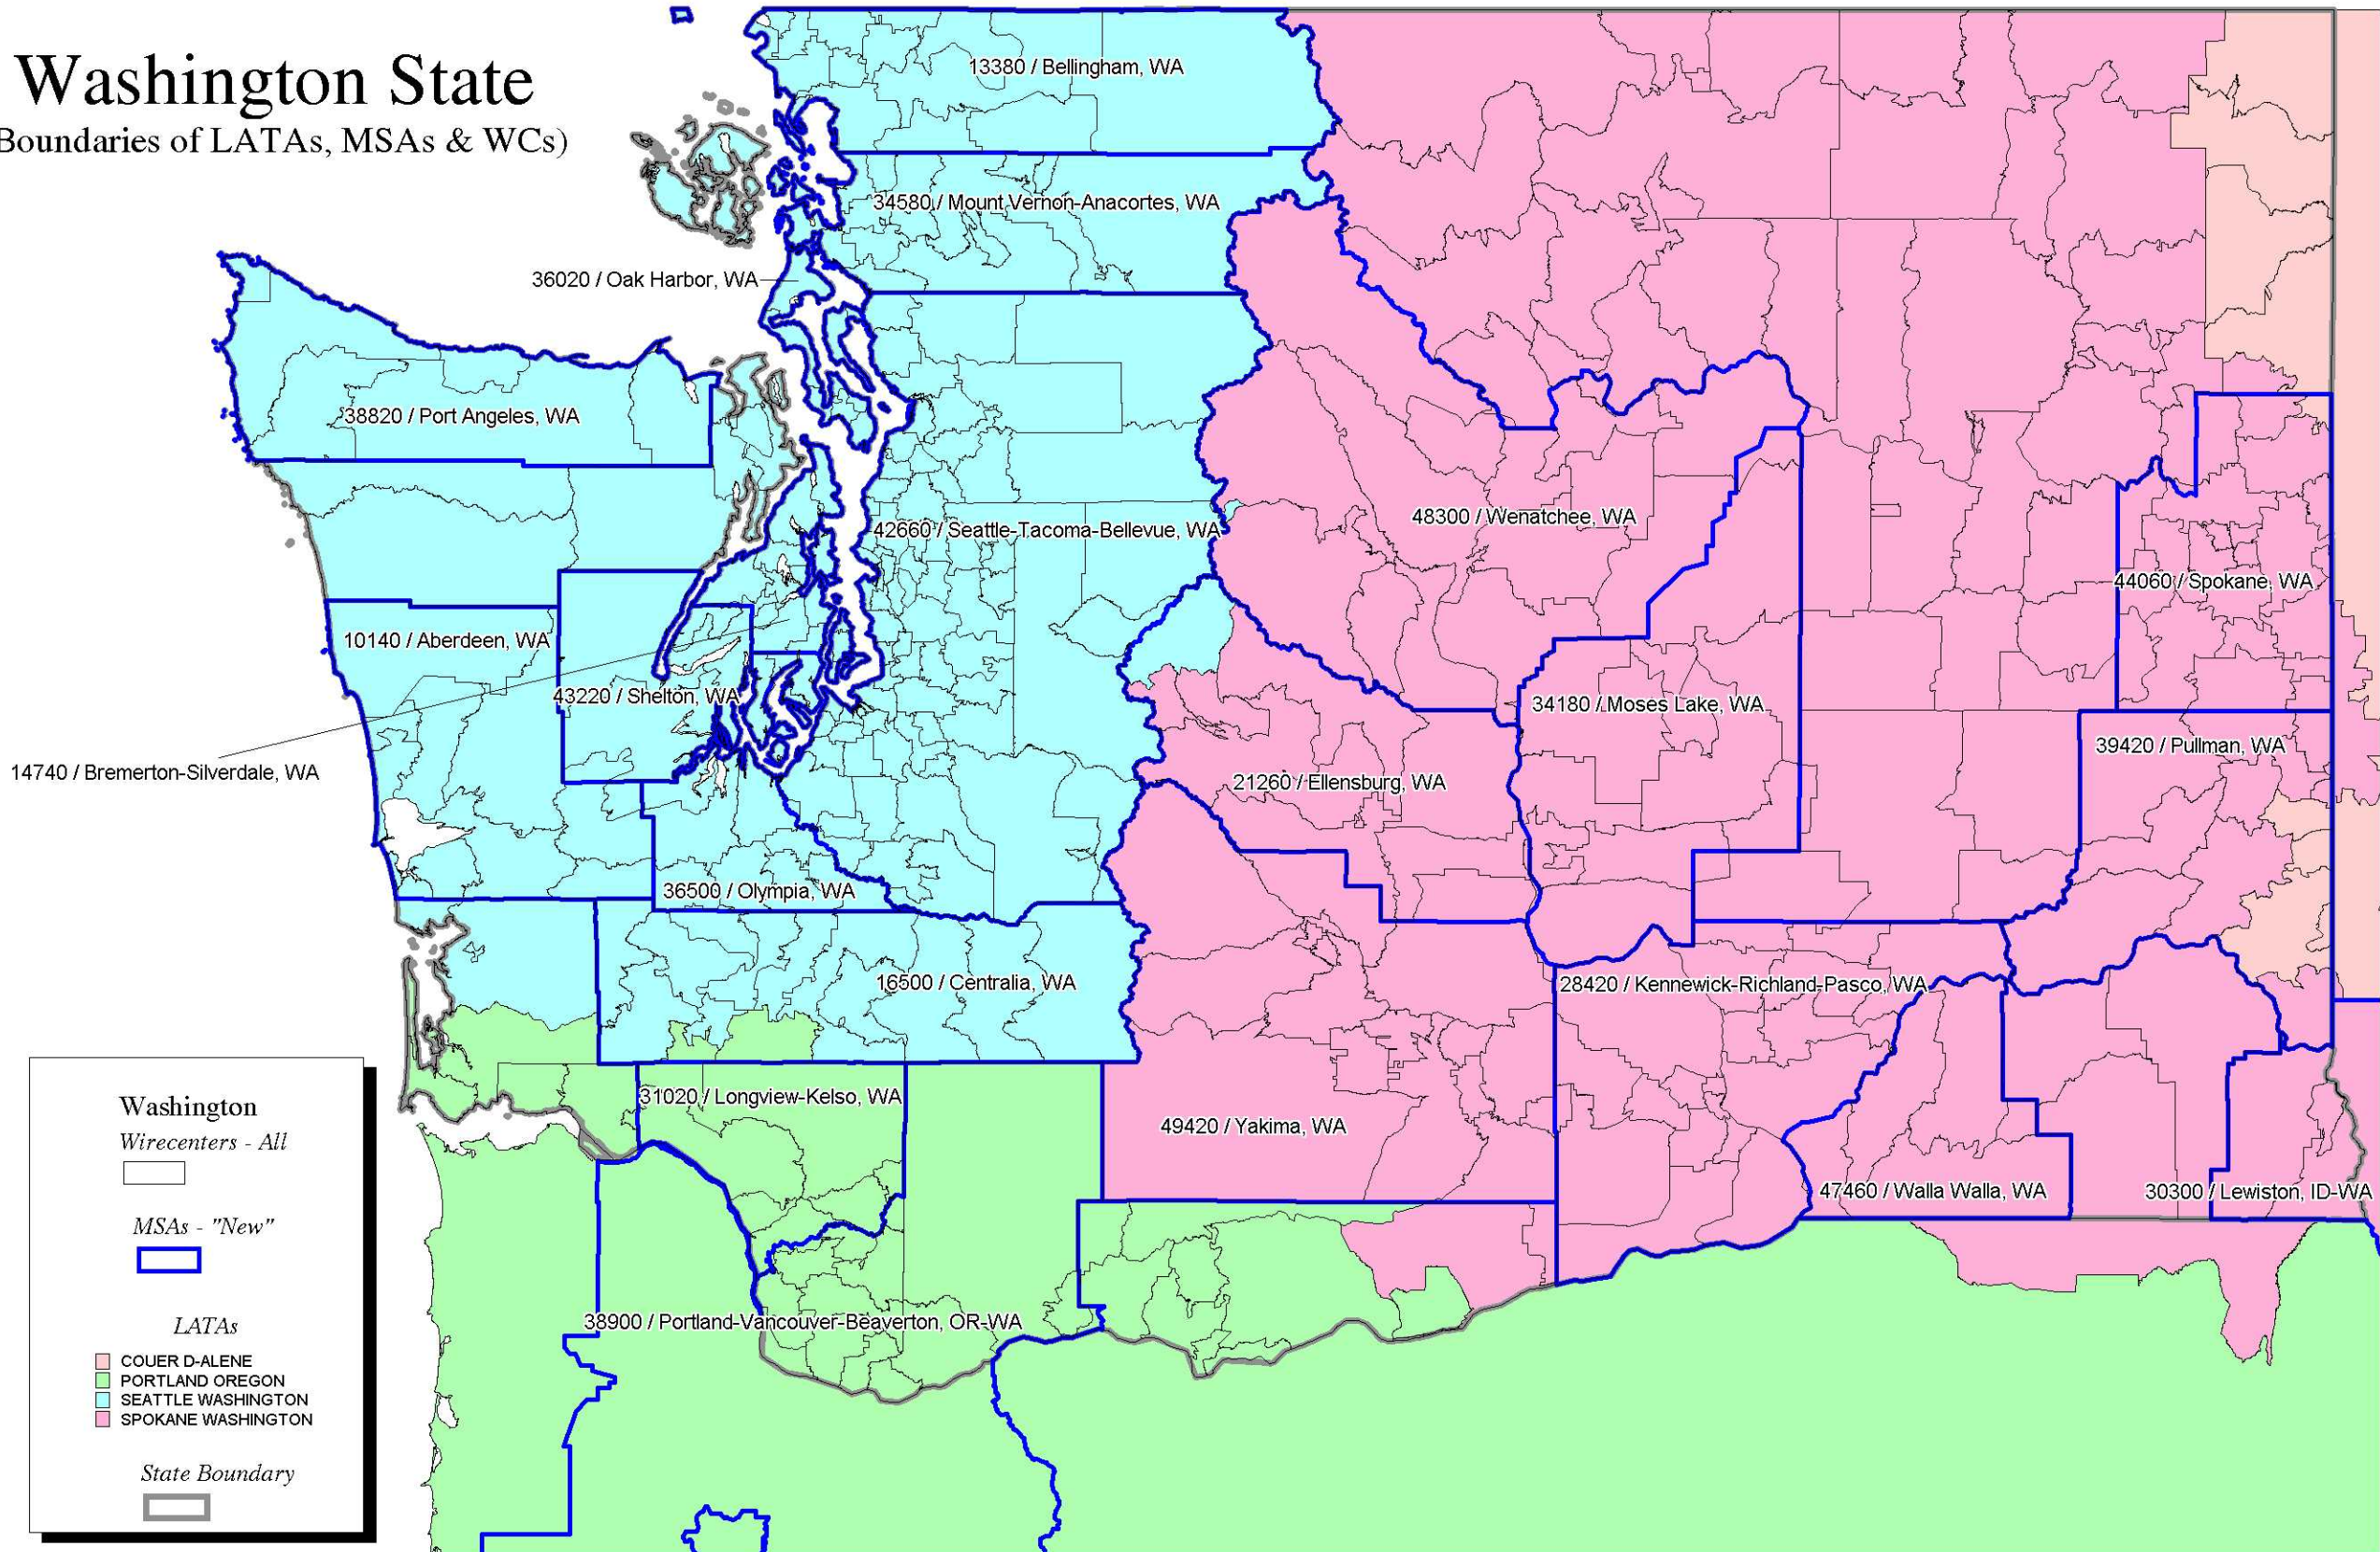 Washington State
Boundaries of LATAs, MSAs & WCs)
13380 / Bellingham, WA
34580 / Mount Vernon-Anacortes, WA
36020 / Oak Harbor, WA
38820 / Port Angeles, WA
48300 / Wenatchee, WA
42660 / Seattle-Tacoma-Bellevue, WA
44060 / Spokane, WA
10140 / Aberdeen, WA
43220 / Shelton, WA
34180 / Moses Lake, WA
39420 / Pullman, WA
14740 / Bremerton-Silverdale, WA
21260 / Ellensburg, WA
36500 / Olympia, WA
16500 / Centralia, WA
28420 / Kennewick-Richland-Pasco, WA
31020 / Longview-Kelso, WA
49420 / Yakima, WA
47460 / Walla Walla, WA
30300 / Lewiston, ID-WA
38900 / Portland-Vancouver-Beaverton, OR-WA
Washington
Wirecenters - All
MSAs - "New"
LATAs
COUER D-ALENE
PORTLAND OREGON
SEATTLE WASHINGTON
SPOKANE WASHINGTON
State Boundary